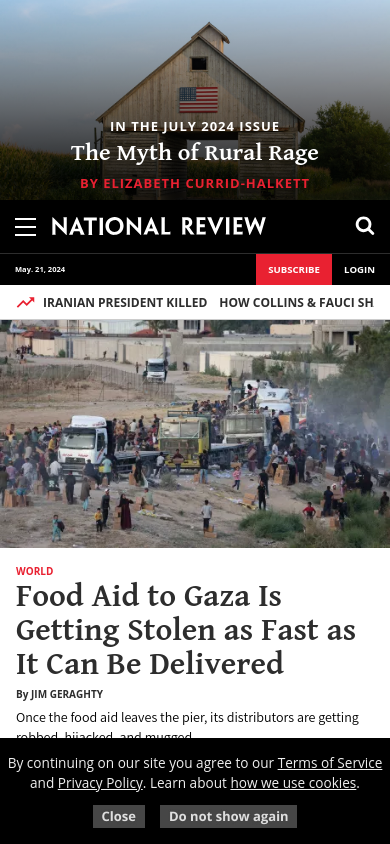 IN THE JULY 2024 ISSUE
The Myth of Rural Rage
BY ELIZABETH CURRID-HALKETT
NATIONAL REVIEW
May. 21, 2024
SUBSCRIBE
LOGIN
IRANIAN PRESIDENT KILLED
HOW COLLINS & FAUCI SH
WORLD
Food Aid to Gaza Is
Getting Stolen as Fast as
It Can Be Delivered
By JIM GERAGHTY
Once the food aid leaves the pier, its distributors are getting
robbed, hijacked, and mugged.
By continuing on our site you agree to our Terms of Service
and Privacy Policy. Learn about how we use cookies.
Close
Do not show again